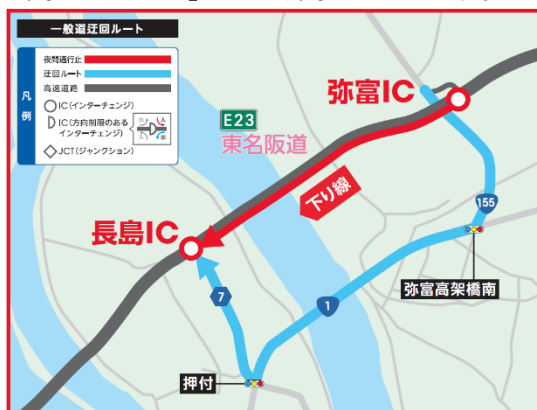 一般道迂回ルート
凡例
夜間通行止
迂回ルート
高速道路
IC(インターチェンジ)
IC(方向制限のある
インターチェンジ)
JCT(ジャンクション)
弥富IC
E23
東名阪道
下り線
155
長島IC
弥富高架橋南
7
1
押付